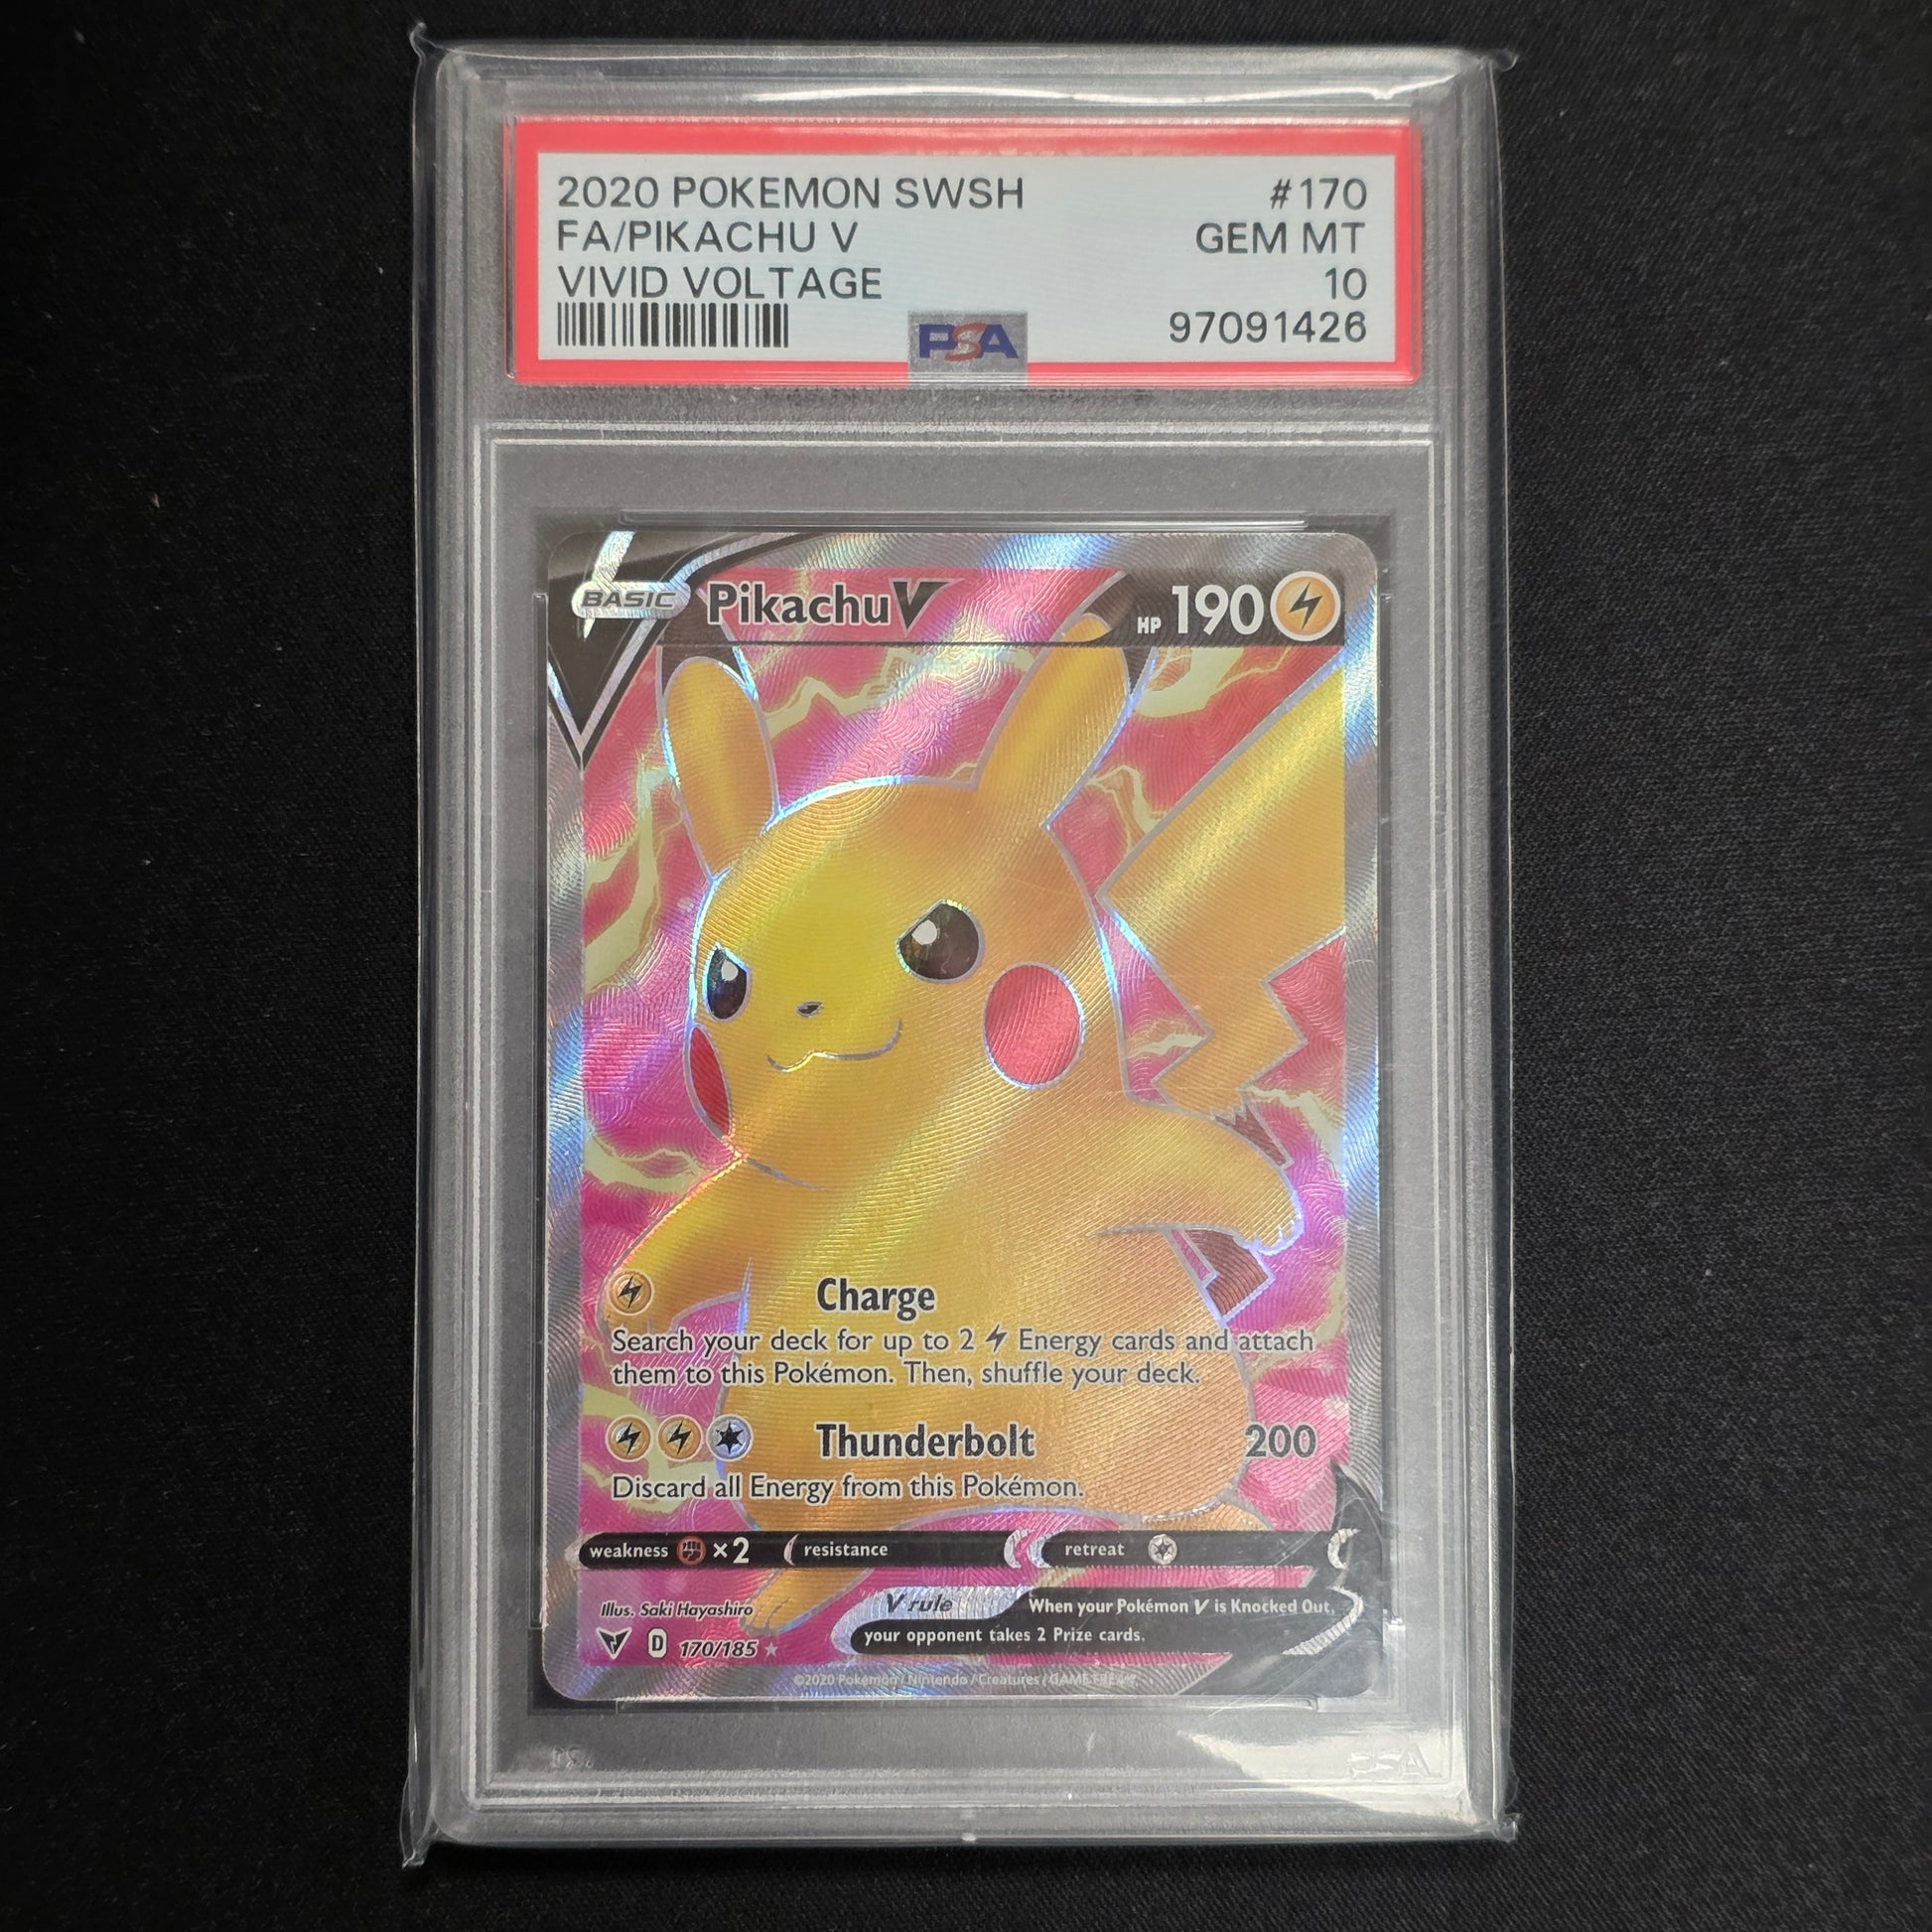 2020 POKEMON SWSH #170
FA/PIKACHU V GEM MT
VIVID VOLTAGE 10
97091426
PSA
BASIC Pikachu V HP 190
Charge
Search your deck for up to 2 Energy cards and attach
them to this Pokémon. Then, shuffle your deck.
Thunderbolt 200
Discard all Energy from this Pokémon.
weakness ×2 resistance retreat
Illus. Saki Hayashiro
V rule When your Pokémon V is Knocked Out,
your opponent takes 2 Prize cards.
D 170/185
©2020 Pokémon / Nintendo / Creatures / GAME FREAK
PSA